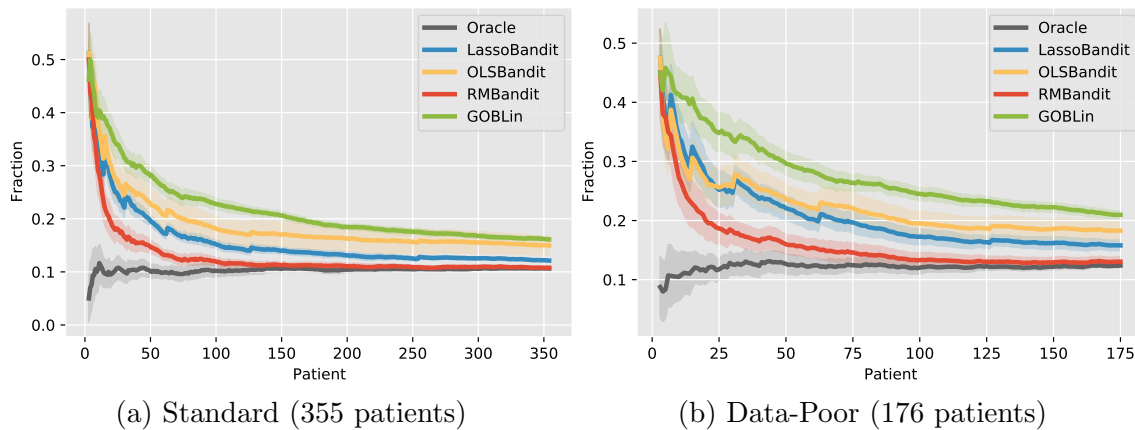 Oracle
LassoBandit
OLSBandit
RMBandit
GOBLin
0.5
0.4
0.3
0.2
0.1
0.0
Fraction
0 50 100 150 200 250 300 350
Patient
(a) Standard (355 patients)
Oracle
LassoBandit
OLSBandit
RMBandit
GOBLin
0.5
0.4
0.3
0.2
0.1
Fraction
0 25 50 75 100 125 150 175
Patient
(b) Data-Poor (176 patients)